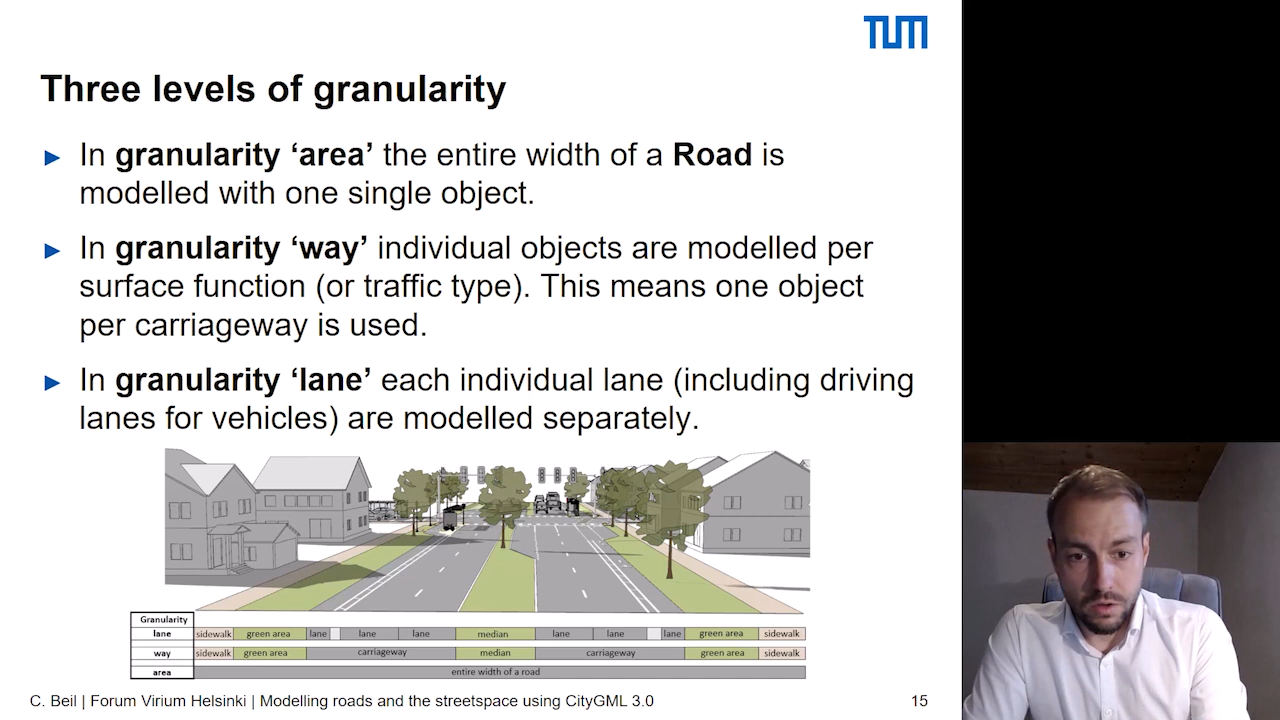 TUM
Three levels of granularity
► In granularity ‘area’ the entire width of a Road is
modelled with one single object.
► In granularity ‘way’ individual objects are modelled per
surface function (or traffic type). This means one object
per carriageway is used.
► In granularity ‘lane’ each individual lane (including driving
lanes for vehicles) are modelled separately.
Granularity
lane sidewalk green area lane lane lane median lane lane lane green area sidewalk
way sidewalk green area carriageway median carriageway green area sidewalk
area entire width of a road
C. Beil | Forum Virium Helsinki | Modelling roads and the streetspace using CityGML 3.0 15